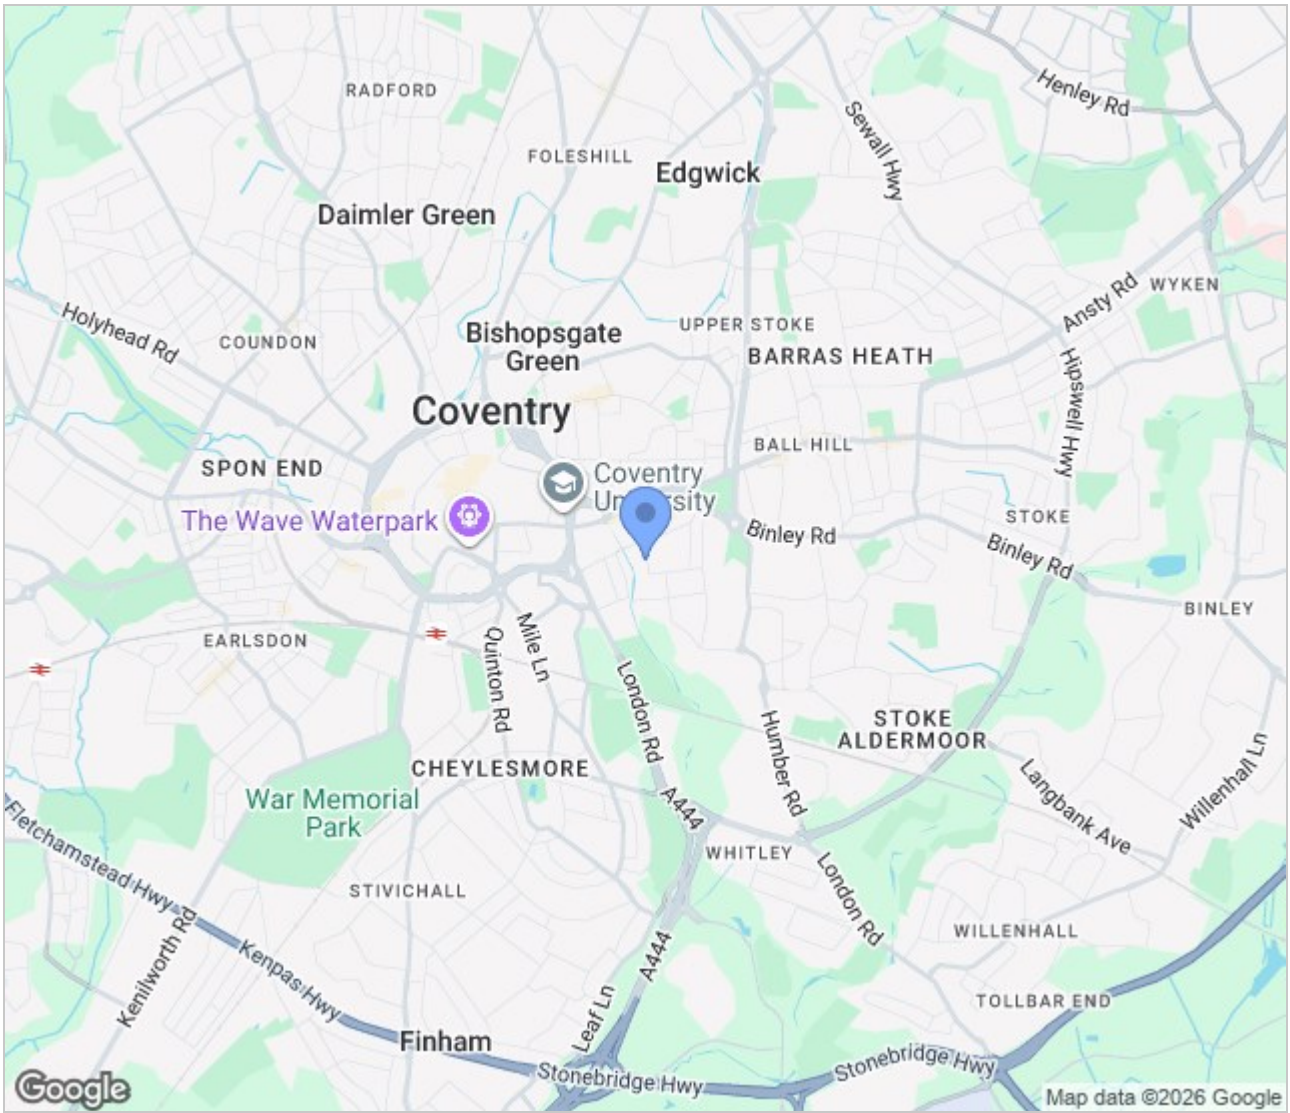 RADFORD
Henley Rd
Sewall Hwy
FOLESHILL
Edgwick
Daimler Green
WYKEN
Ansty Rd
Holyhead Rd
COUNDON
Bishopsgate
Green
UPPER STOKE
BARRAS HEATH
Hipswell Hwy
Coventry
BALL HILL
SPON END
Coventry
University
The Wave Waterpark
STOKE
Binley Rd
Binley Rd
BINLEY
EARLSDON
Quinton Rd
Mile Ln
London Rd
Humber Rd
STOKE
ALDERMOOR
CHEYLESMORE
Langbank Ave
Willenhall Ln
War Memorial
Park
A444
Fletchamstead Hwy
WHITLEY
London Rd
STIVICHALL
WILLENHALL
Kenilworth Rd
Kenpas Hwy
A444
TOLLBAR END
Leaf Ln
Finham
Stonebridge Hwy
Stonebridge Hwy
Google
Map data ©2026 Google